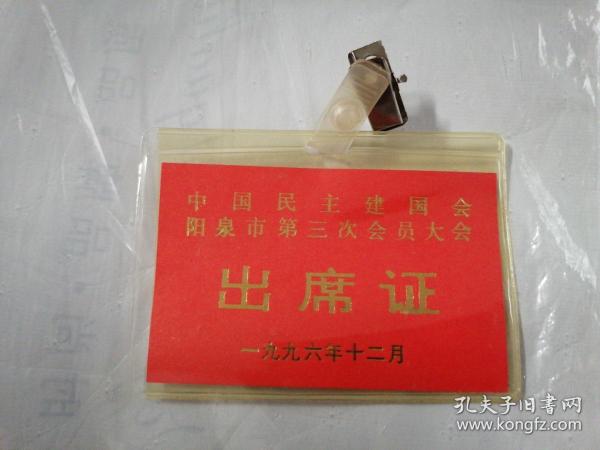 中国民主建国会
阳泉市第三次会员大会
出席证
一九九六年十二月
孔夫子旧书网
www.kongfz.com